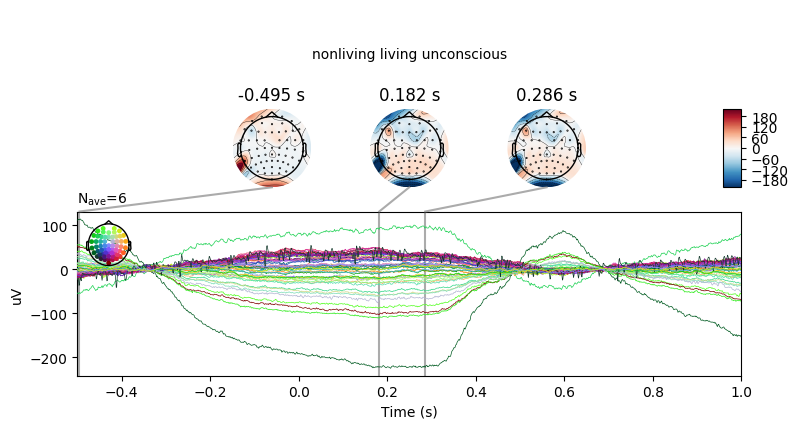 nonliving living unconscious
-0.495 s 0.182 s 0.286 s
180
120
60
0
−60
−120
−180
Nave=6
100
0
−100
−200
uV
−0.4 −0.2 0.0 0.2 0.4 0.6 0.8 1.0
Time (s)